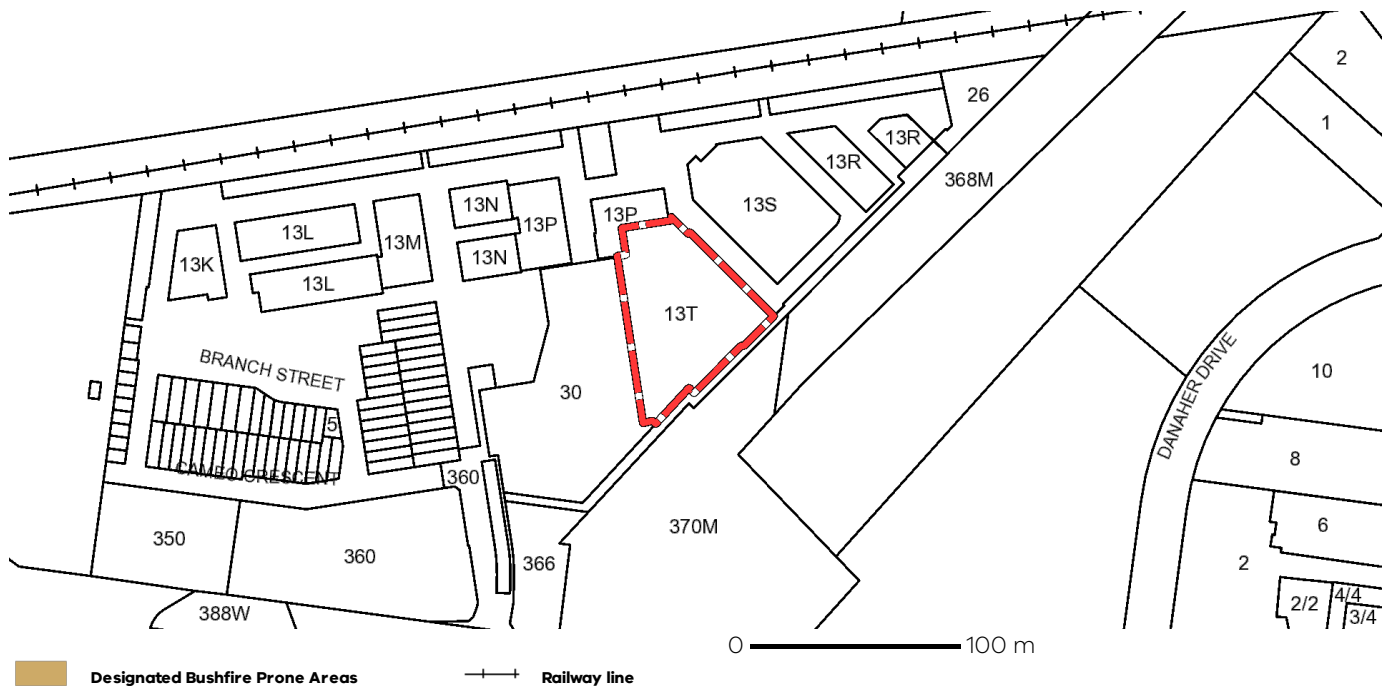 2
26
1
13R
13R
368M
13N
13S
13P
13P
13L
13M
13N
13K
13L
13T
BRANCH STREET
DANAHER DRIVE
10
30
5
8
CAMEO CRESCENT
360
6
370M
350
360
366
2
2/2
4/4
3/4
388W
0 100 m
Designated Bushfire Prone Areas Railway line